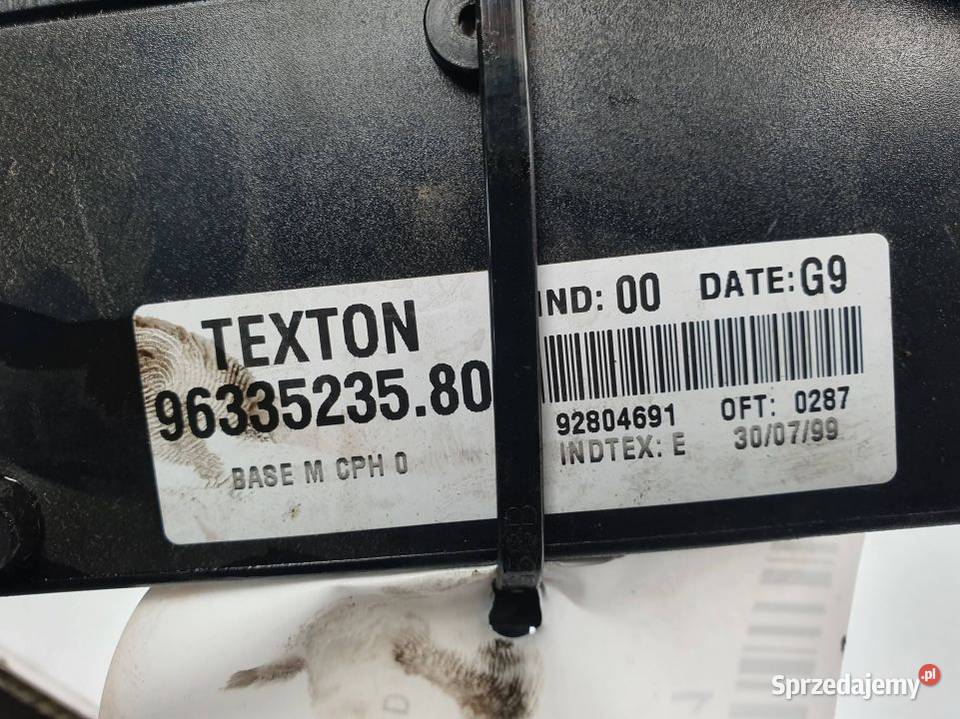 TEXTON
96335235.80
BASE M CPH 0
IND: 00 DATE: G9
92804691 OFT: 0287
INDTEX: E 30/07/99
D
Sprzedajemy.pl